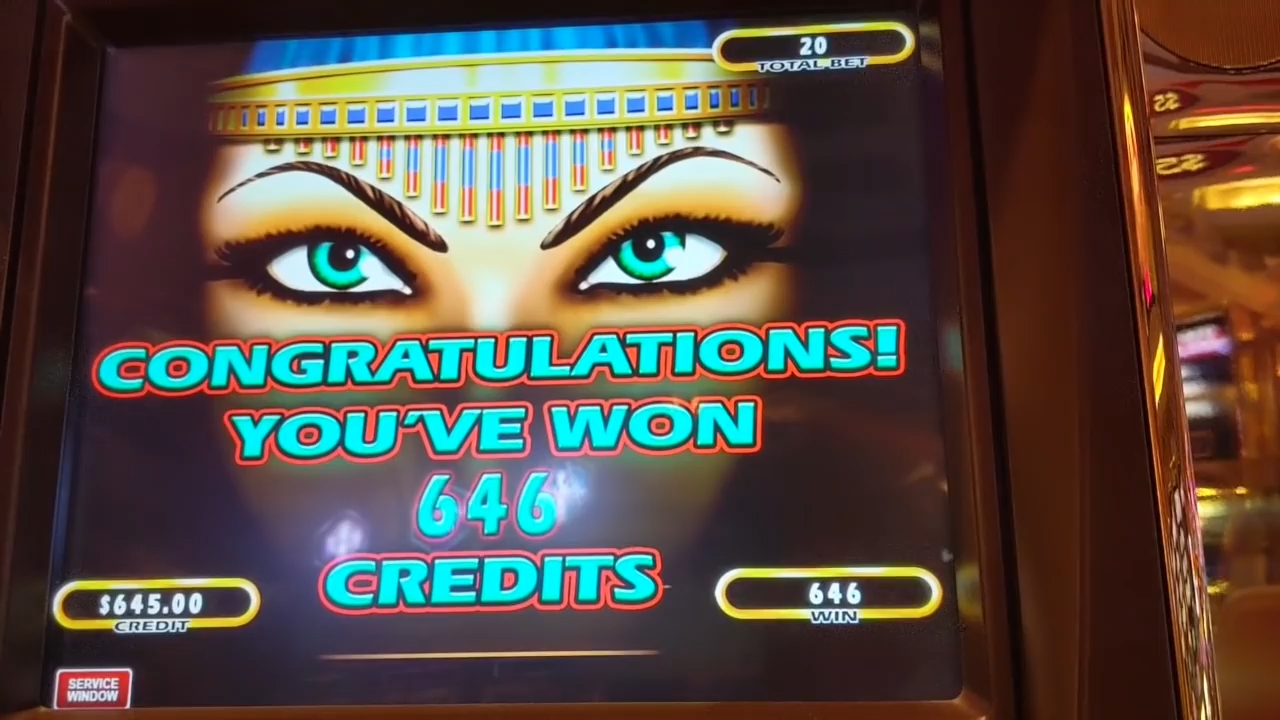 20
TOTAL BET
CONGRATULATIONS!
YOU'VE WON
646
CREDITS
$645.00
CREDIT
646
WIN
SERVICE
WINDOW